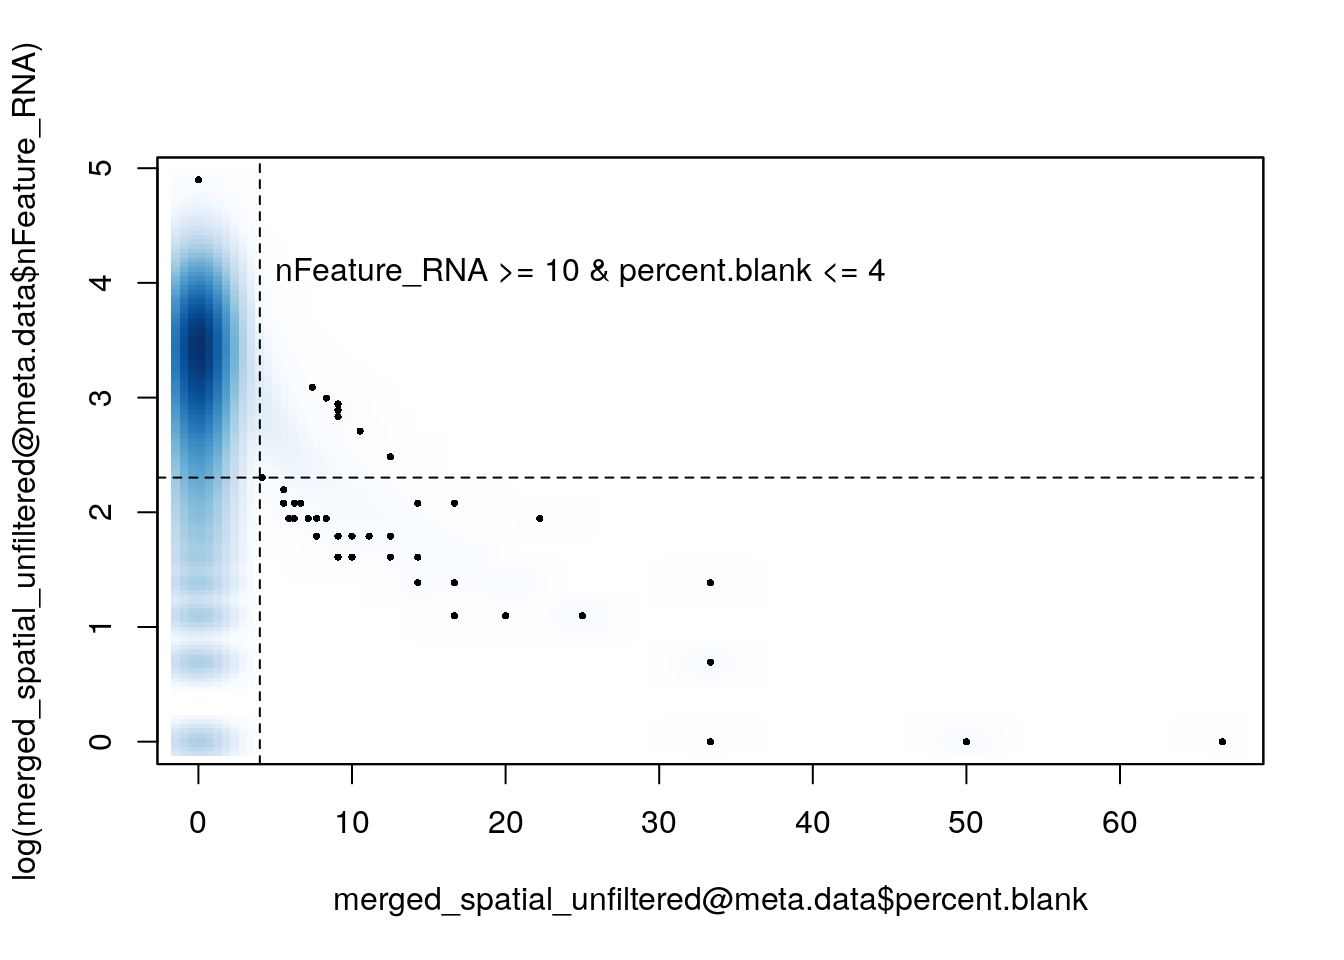 log(merged_spatial_unfiltered@meta.data$nFeature_RNA)
5
4
3
2
1
0
nFeature_RNA >= 10 & percent.blank <= 4
0 10 20 30 40 50 60
merged_spatial_unfiltered@meta.data$percent.blank